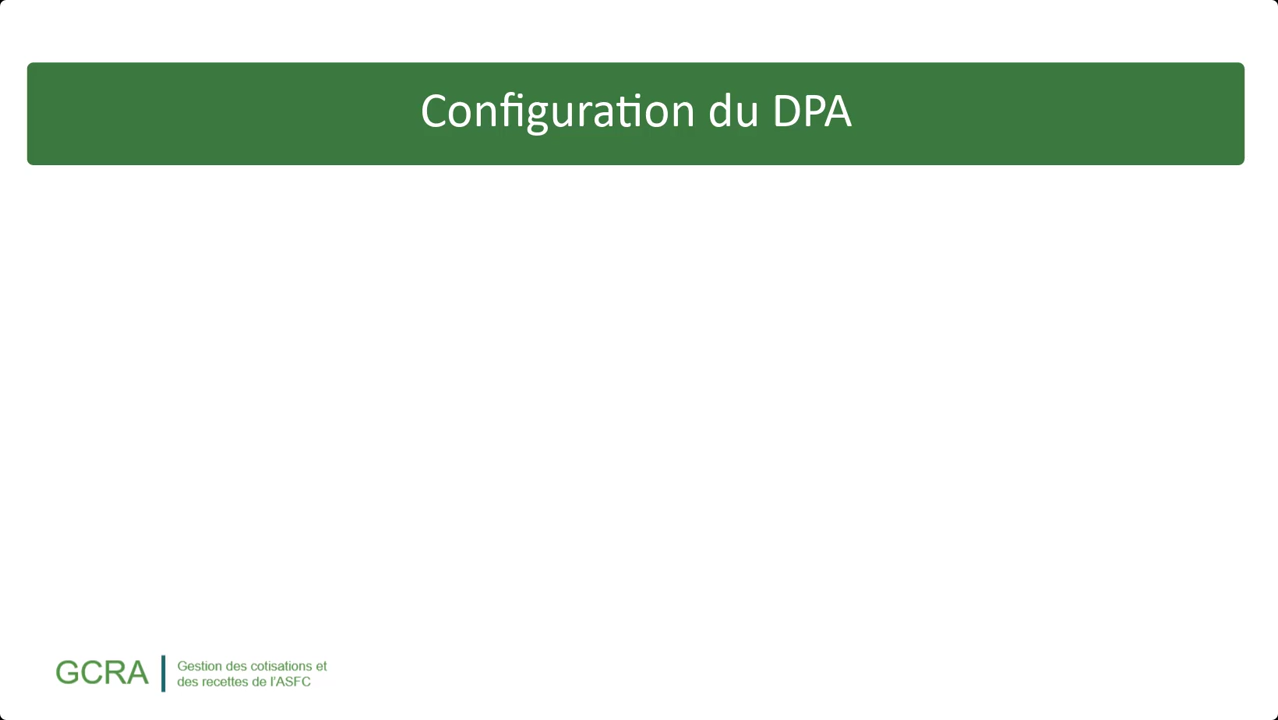 Configuration du DPA
GCRA
Gestion des cotisations et
des recettes de l'ASFC